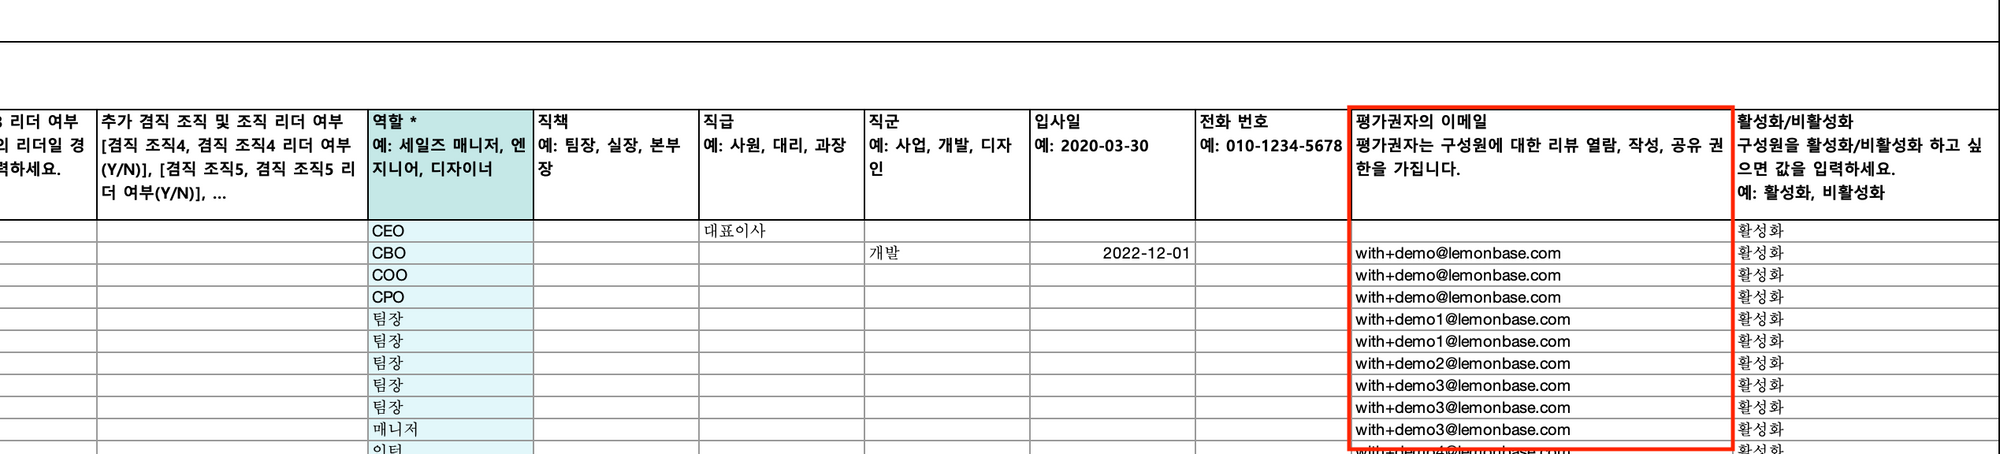 리더 여부
리더일 경
하세요.
추가 겸직 조직 및 조직 리더 여부
[겸직 조직4, 겸직 조직4 리더 여부
(Y/N)], [겸직 조직5, 겸직 조직5 리
더 여부(Y/N)], ...
역할 *
예: 세일즈 매니저, 엔
지니어, 디자이너
직책
예: 팀장, 실장, 본부
장
직급
예: 사원, 대리, 과장
직군
예: 사업, 개발, 디자
인
입사일
예: 2020-03-30
전화 번호
예: 010-1234-5678
평가권자의 이메일
평가권자는 구성원에 대한 리뷰 열람, 작성, 공유 권
한을 가집니다.
활성화/비활성화
구성원을 활성화/비활성화 하고 싶
으면 값을 입력하세요.
예: 활성화, 비활성화
CEO 대표이사 활성화
CBO 개발 2022-12-01 with+demo@lemonbase.com 활성화
COO with+demo@lemonbase.com 활성화
CPO with+demo@lemonbase.com 활성화
팀장 with+demo1@lemonbase.com 활성화
팀장 with+demo1@lemonbase.com 활성화
팀장 with+demo2@lemonbase.com 활성화
팀장 with+demo3@lemonbase.com 활성화
팀장 with+demo3@lemonbase.com 활성화
매니저 with+demo3@lemonbase.com 활성화